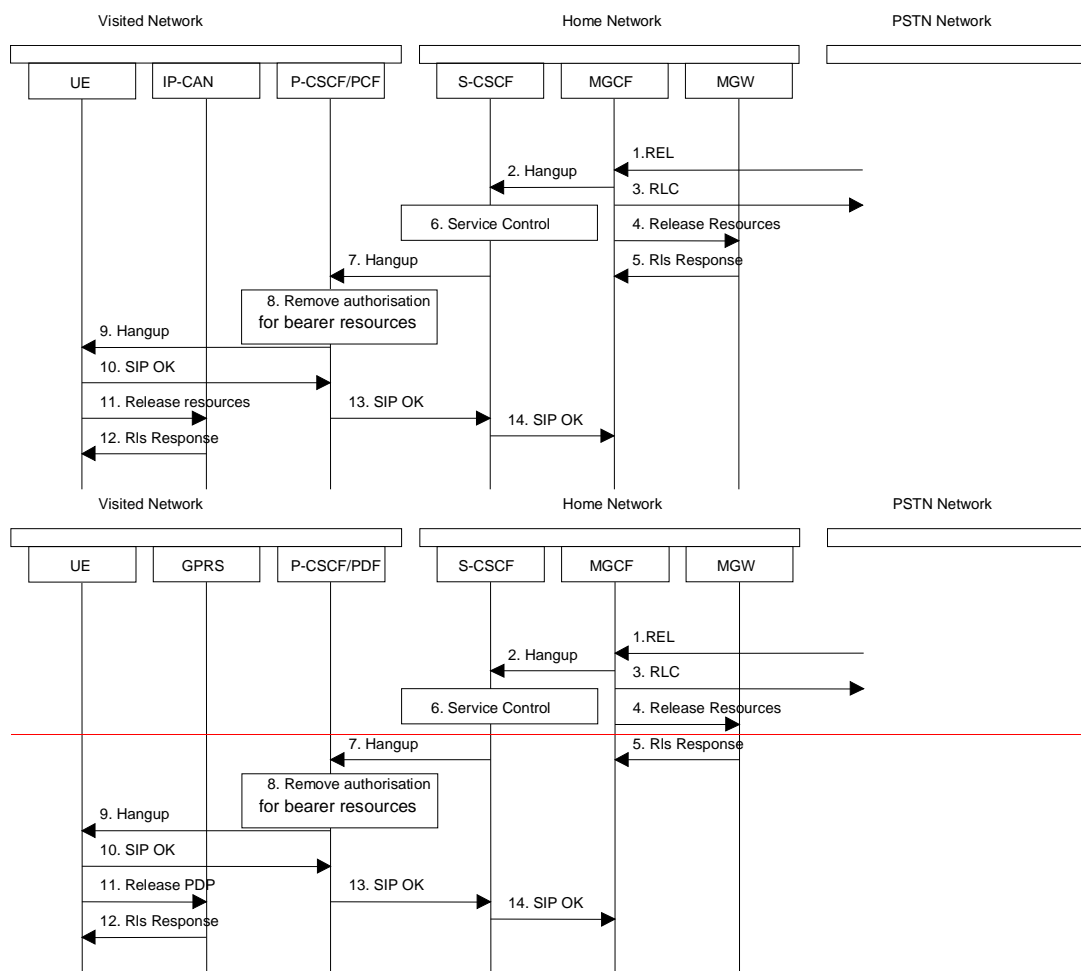 Visited Network
Home Network
PSTN Network
UE
IP-CAN
P-CSCF/PCF
S-CSCF
MGCF
MGW
1.REL
2. Hangup
3. RLC
6. Service Control
4. Release Resources
7. Hangup
5. Rls Response
8. Remove authorisation
for bearer resources
9. Hangup
10. SIP OK
11. Release resources
13. SIP OK
14. SIP OK
12. Rls Response
Visited Network
Home Network
PSTN Network
UE
GPRS
P-CSCF/PDF
S-CSCF
MGCF
MGW
1.REL
2. Hangup
3. RLC
6. Service Control
4. Release Resources
7. Hangup
5. Rls Response
8. Remove authorisation
for bearer resources
9. Hangup
10. SIP OK
11. Release PDP
13. SIP OK
14. SIP OK
12. Rls Response